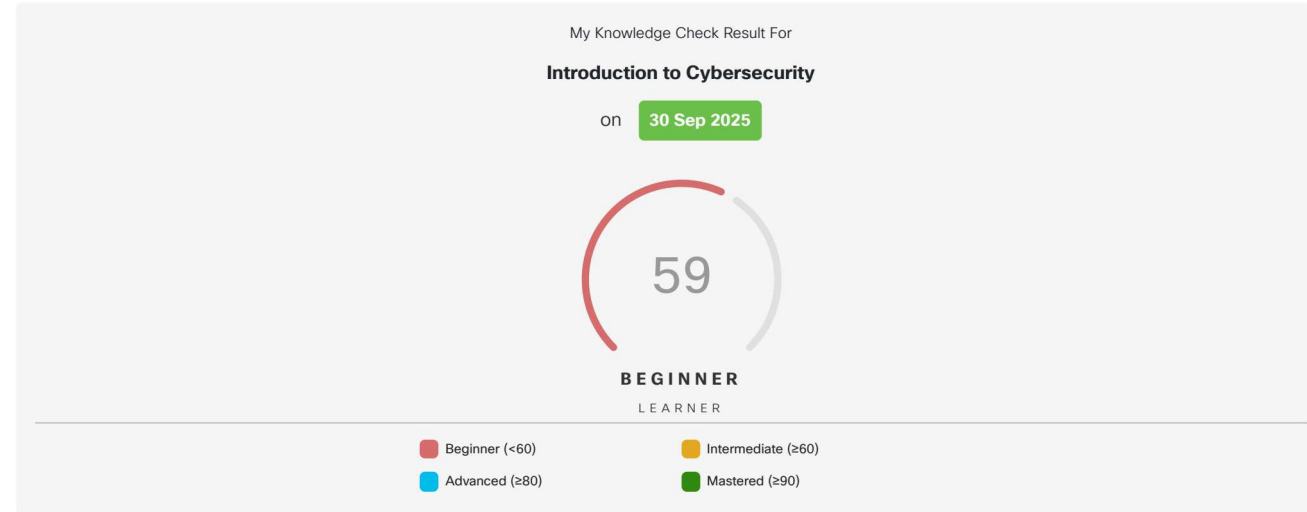 My Knowledge Check Result For
Introduction to Cybersecurity
on 30 Sep 2025
59
BEGINNER
LEARNER
Beginner (<60) Intermediate (≥60)
Advanced (≥80) Mastered (≥90)